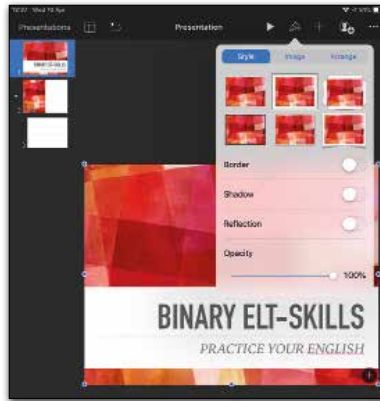 Presentations
Presentation
Style
Image
Arrange
Border
Shadow
Reflection
Opacity
100%
BINARY ELT-SKILLS
PRACTICE YOUR ENGLISH